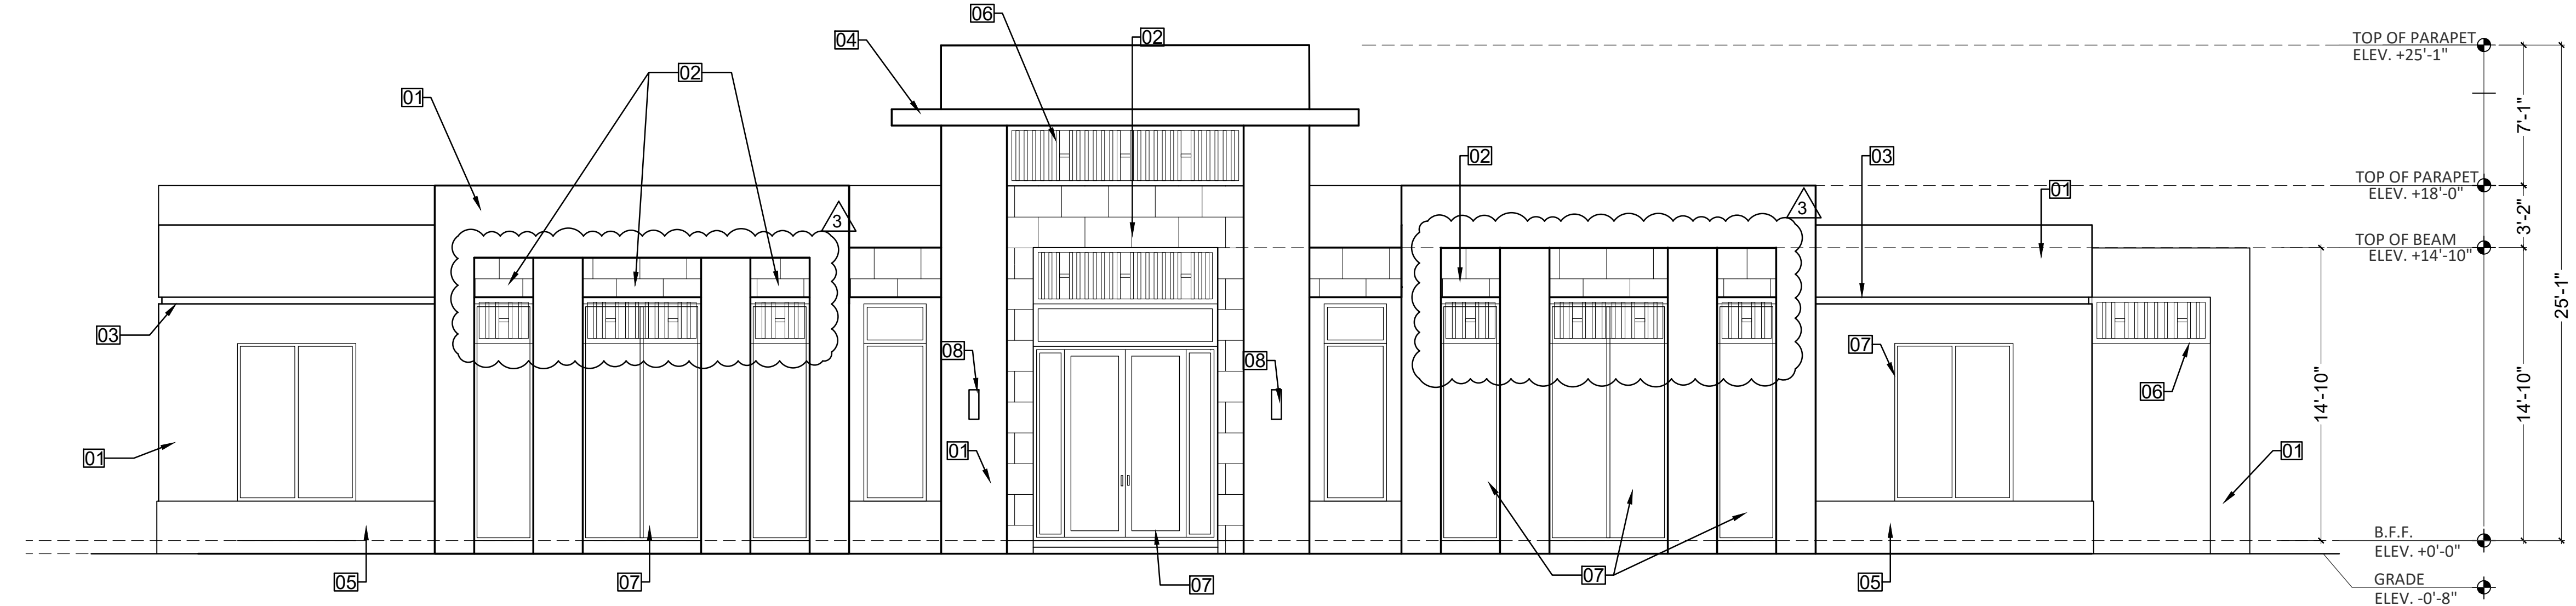 06
04
02
TOP OF PARAPET
ELEV. +25'-1"
02
01
7'-1"
02
03
TOP OF PARAPET
ELEV. +18'-0"
01
3
3
3'-2"
TOP OF BEAM
ELEV. +14'-10"
25'-1"
03
08
08
07
06
14'-10"
14'-10"
01
01
01
B.F.F.
ELEV. +0'-0"
05
07
07
07
05
GRADE
ELEV. -0'-8"